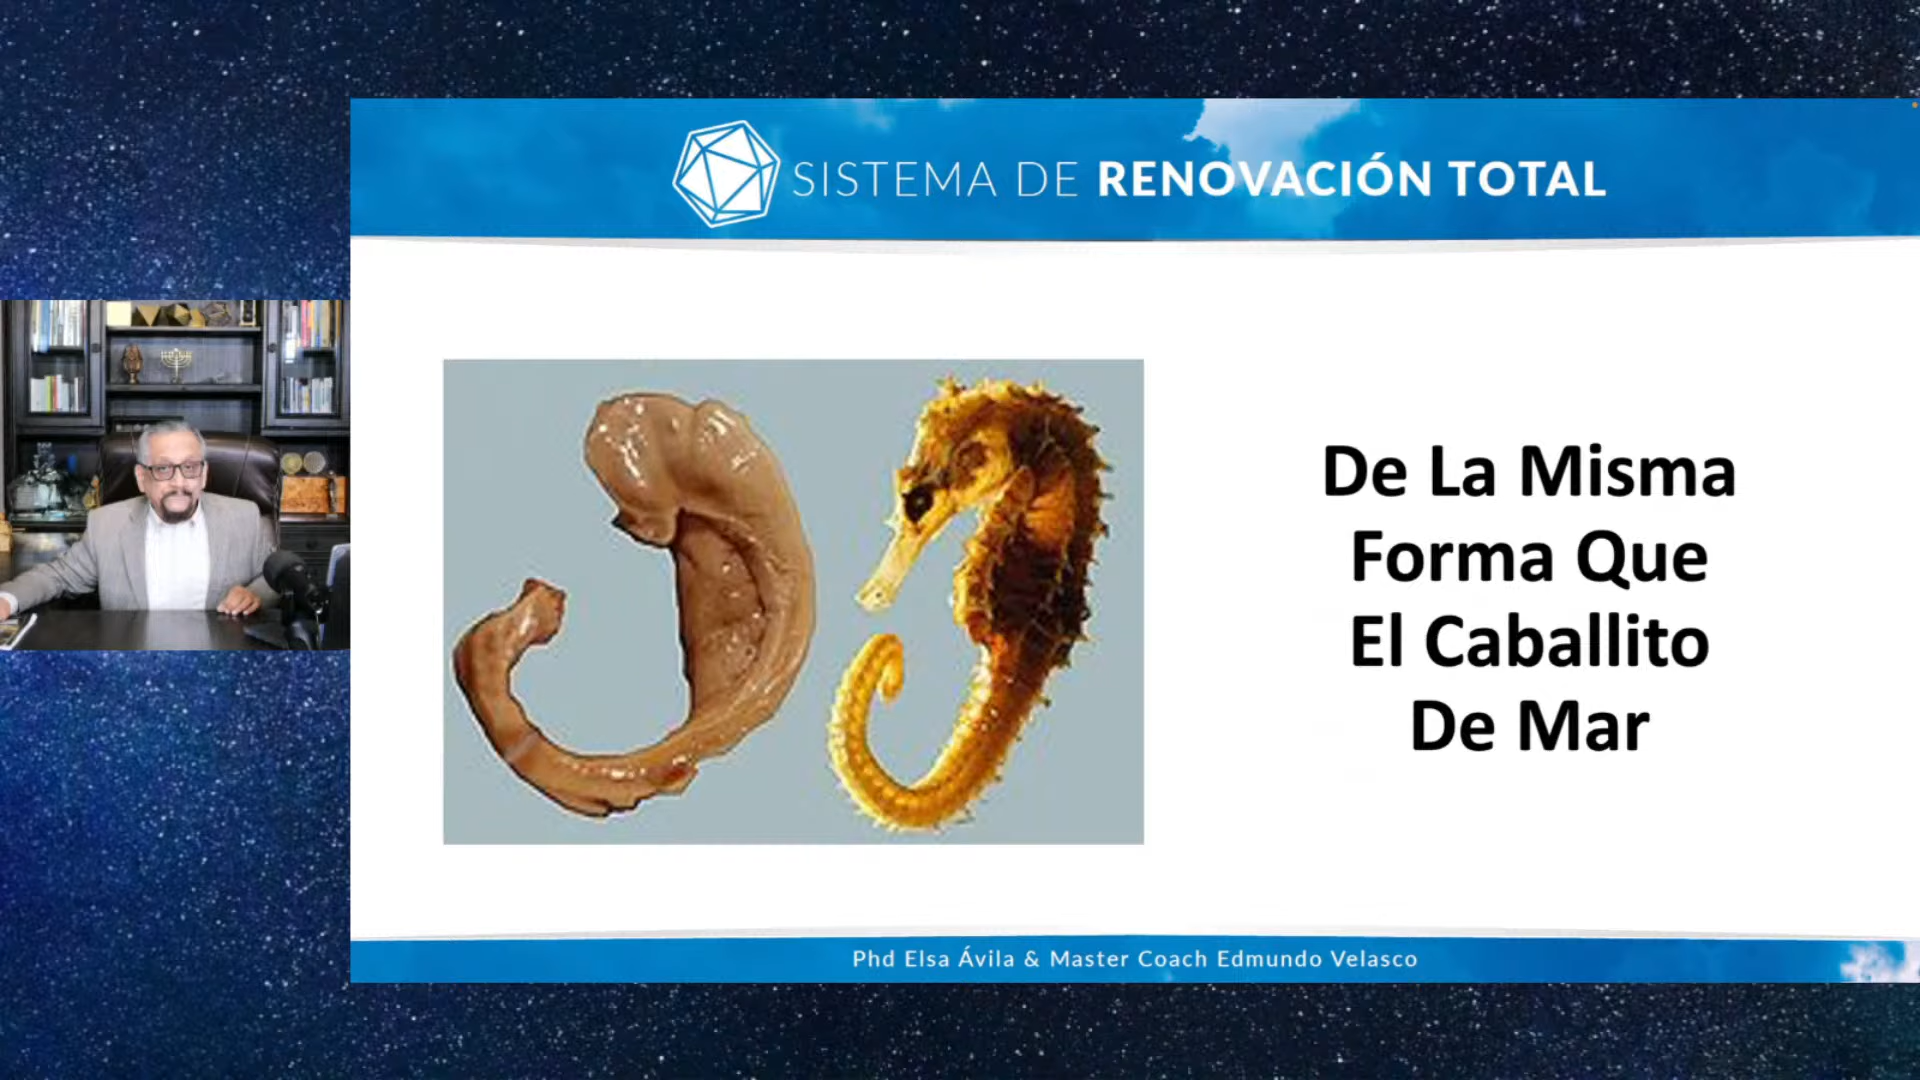 SISTEMA DE RENOVACIÓN TOTAL
De La Misma
Forma Que
El Caballito
De Mar
Phd Elsa Ávila & Master Coach Edmundo Velasco